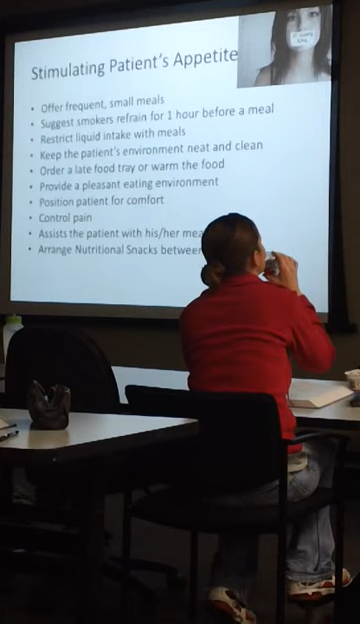 Stimulating Patient's Appetite
• Offer frequent, small meals
• Suggest smokers refrain for 1 hour before a meal
• Restrict liquid intake with meals
• Keep the patient's environment neat and clean
• Order a late food tray or warm the food
• Provide a pleasant eating environment
• Position patient for comfort
• Control pain
• Assists the patient with his/her
• Arrange Nutritional Snacks between